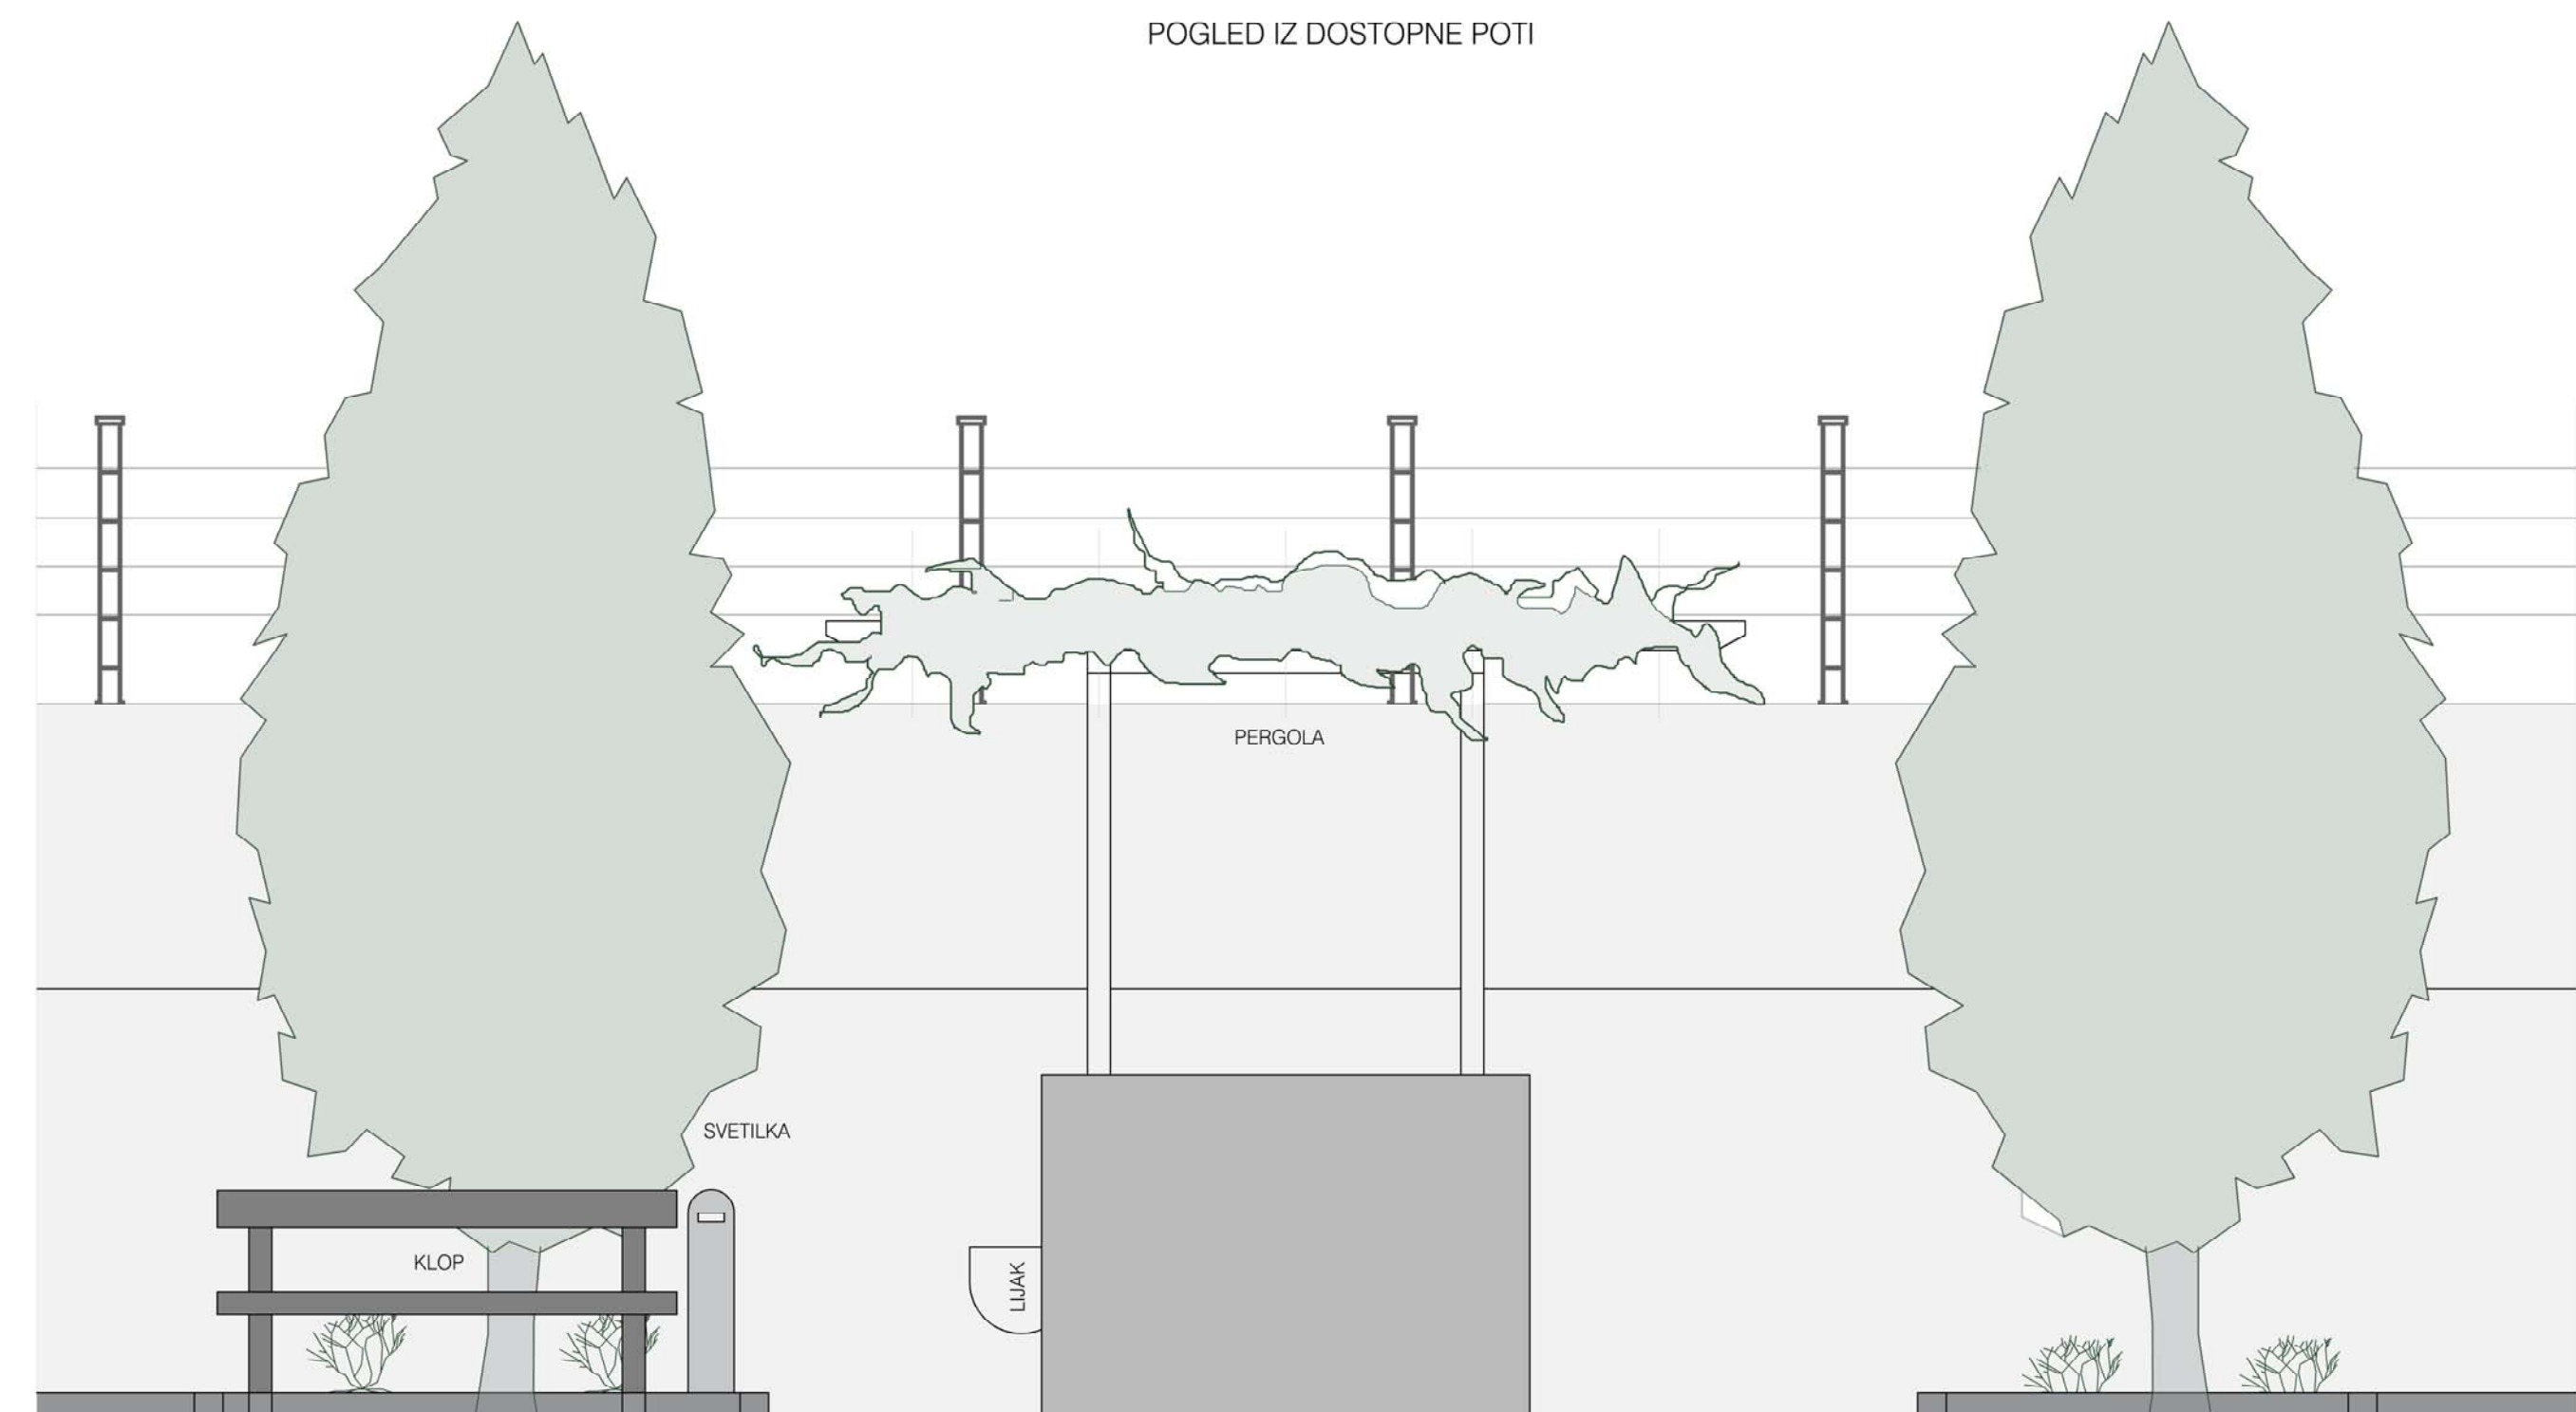 POGLED IZ DOSTOPNE POTI
PERGOLA
SVETILKA
KLOP
LIJAK